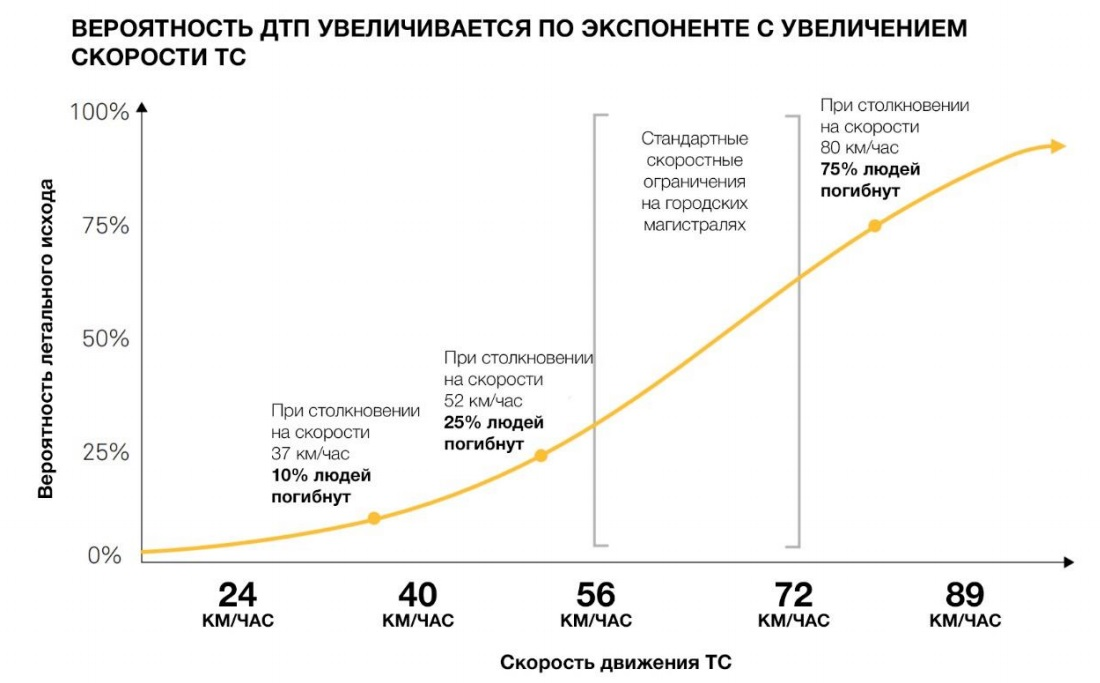 ВЕРОЯТНОСТЬ ДТП УВЕЛИЧИВАЕТСЯ ПО ЭКСПОНЕНТЕ С УВЕЛИЧЕНИЕМ
СКОРОСТИ ТС
Вероятность летального исхода
100%
75%
50%
25%
0%
При столкновении
на скорости
37 км/час
10% людей
погибнут
При столкновении
на скорости
52 км/час
25% людей
погибнут
Стандартные
скоростные
ограничения
на городских
магистралях
При столкновении
на скорости
80 км/час
75% людей
погибнут
24
КМ/ЧАС
40
КМ/ЧАС
56
КМ/ЧАС
72
КМ/ЧАС
89
КМ/ЧАС
Скорость движения ТС